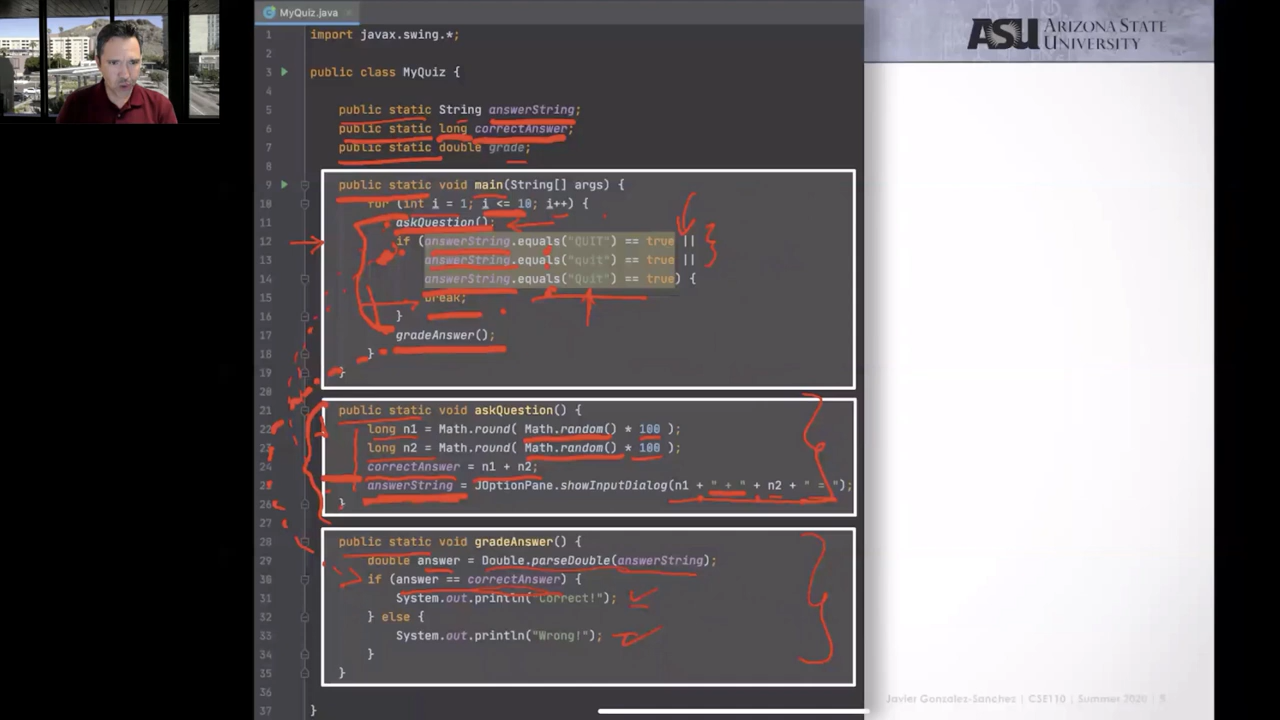 MyQuiz.java
ASU ARIZONA STATE UNIVERSITY
1 import javax.swing.*;
2
3 public class MyQuiz {
4
5 public static String answerString;
6 public static long correctAnswer;
7 public static double grade;
8
9 public static void main(String[] args) {
10 for (int i = 1; i <= 10; i++) {
11 askQuestion();
12 if (answerString.equals("QUIT") == true ||
13 answerString.equals("quit") == true ||
14 answerString.equals("Quit") == true) {
15 break;
16 }
17 gradeAnswer();
18 }
19 }
20
21 public static void askQuestion() {
22 long n1 = Math.round( Math.random() * 100 );
23 long n2 = Math.round( Math.random() * 100 );
24 correctAnswer = n1 + n2;
25 answerString = JOptionPane.showInputDialog(n1 + " + " + n2 + " = ");
26 }
27
28 public static void gradeAnswer() {
29 double answer = Double.parseDouble(answerString);
30 if (answer == correctAnswer) {
31 System.out.println("Correct!");
32 } else {
33 System.out.println("Wrong!");
34 }
35 }
36
37 }
Javier Gonzalez-Sanchez | CSE110 | Summer 2020 |